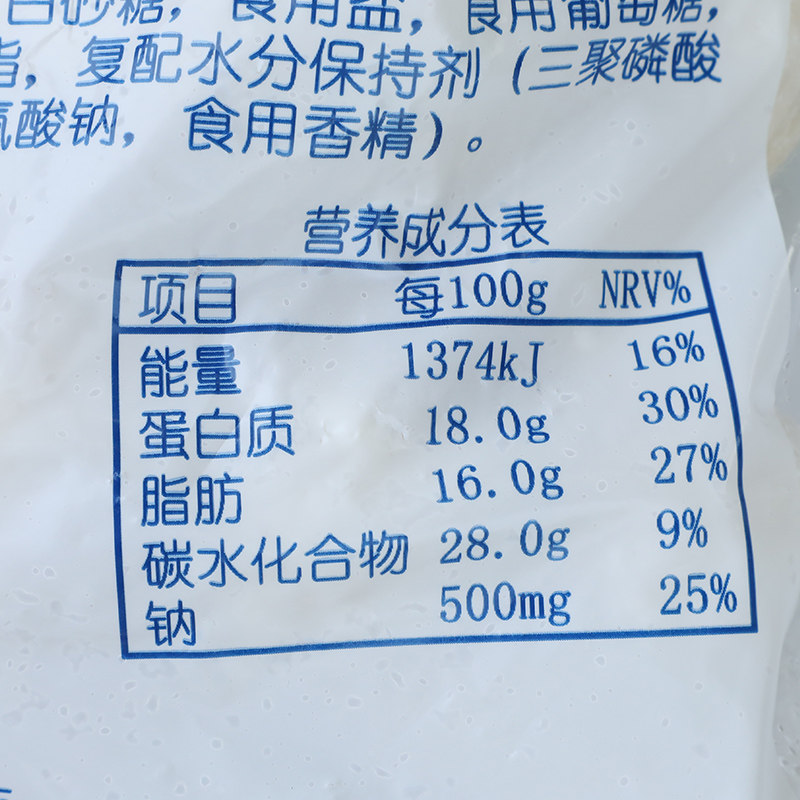 白砂糖，食用盐，食用葡萄糖，
脂，复配水分保持剂（三聚磷酸
酸钠，食用香精）。
营养成分表
项目 每100g NRV%
能量 1374kJ 16%
蛋白质 18.0g 30%
脂肪 16.0g 27%
碳水化合物 28.0g 9%
钠 500mg 25%